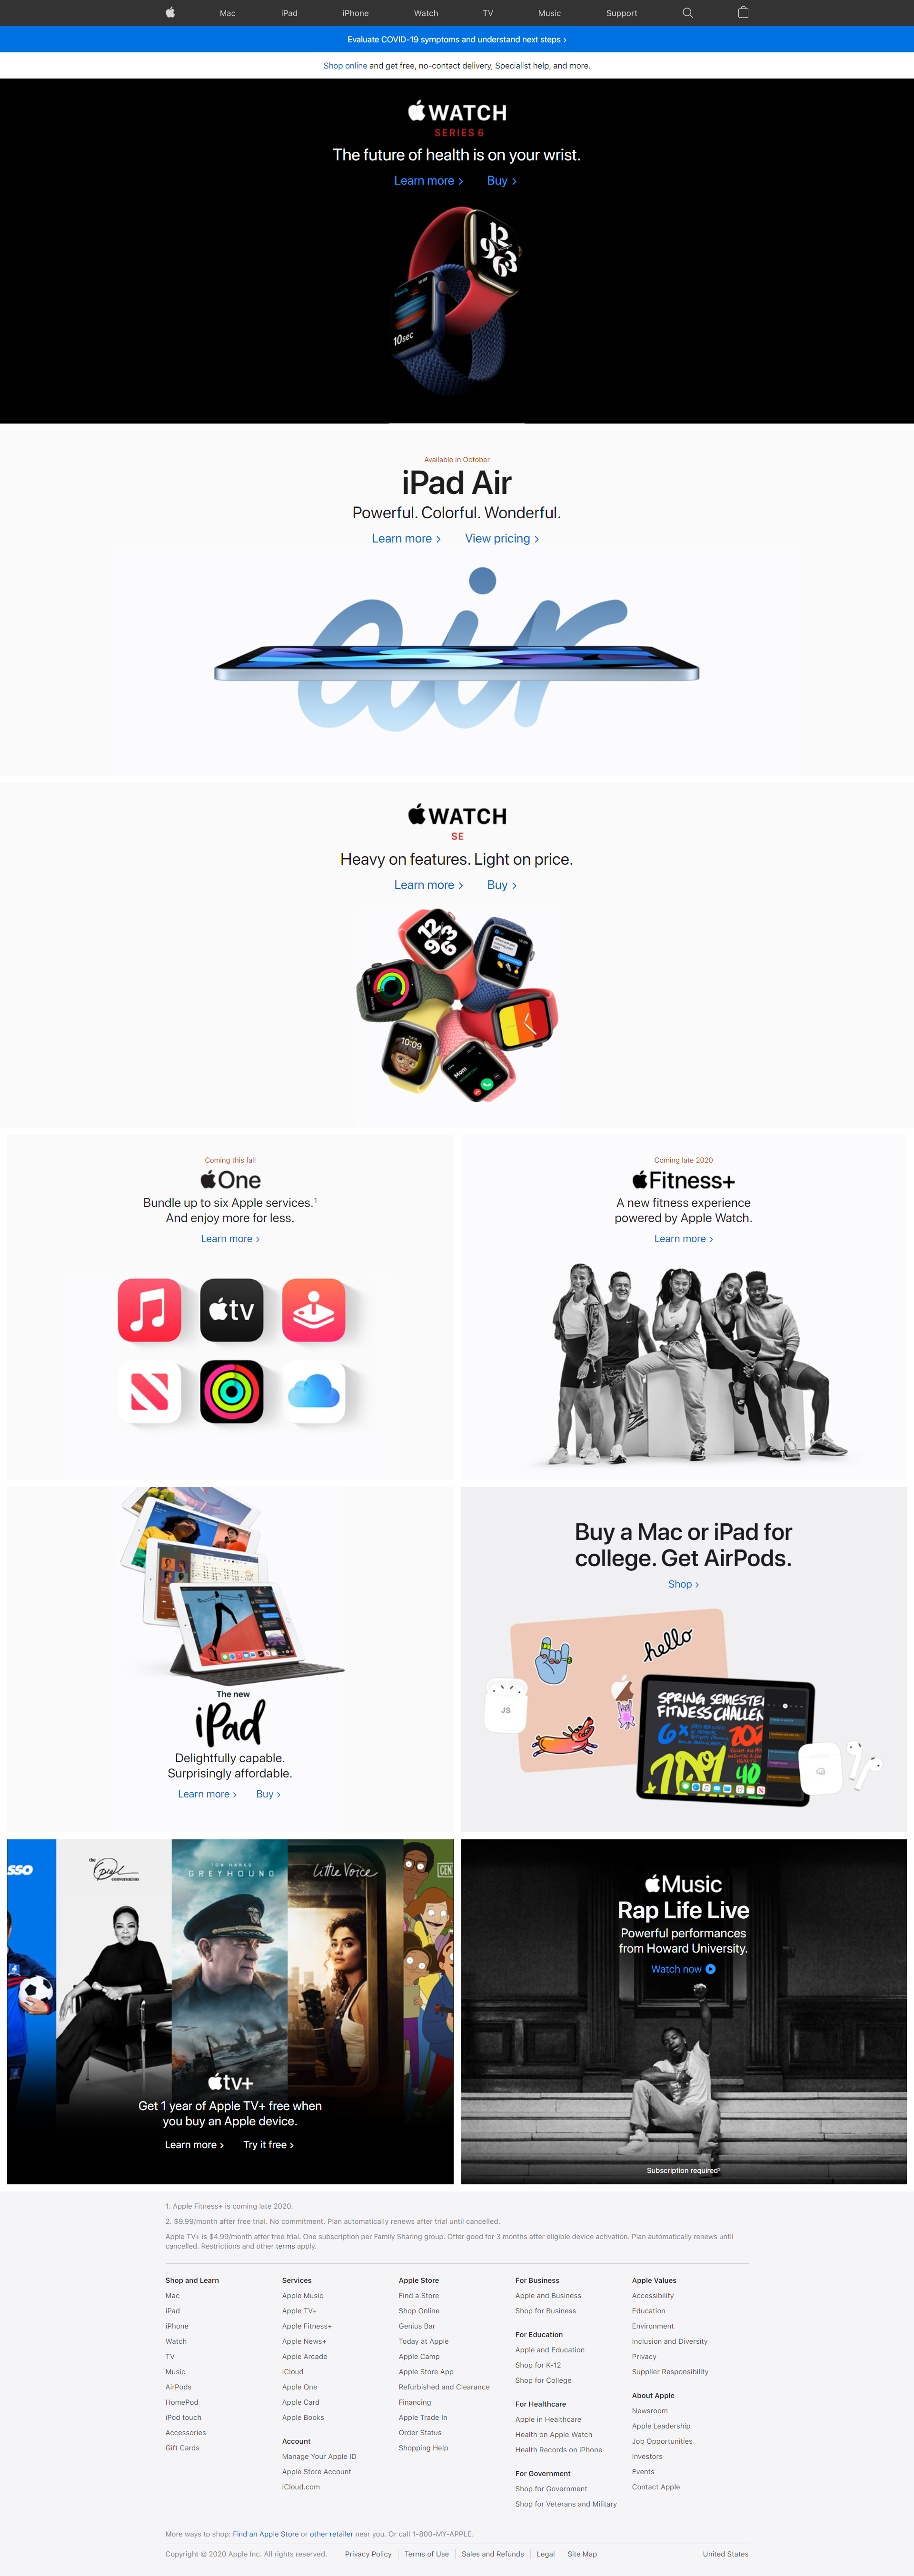 Mac iPad iPhone Watch TV Music Support
Evaluate COVID-19 symptoms and understand next steps >
Shop online and get free, no-contact delivery, Specialist help, and more.
WATCH
SERIES 6
The future of health is on your wrist.
Learn more > Buy >
10sec
Available in October
iPad Air
Powerful. Colorful. Wonderful.
Learn more > View pricing >
air
WATCH
SE
Heavy on features. Light on price.
Learn more > Buy >
10:09
Mom
Coming this fall
One
Bundle up to six Apple services.1
And enjoy more for less.
Learn more >
tv
Coming late 2020
Fitness+
A new fitness experience
powered by Apple Watch.
Learn more >
The new
iPad
Delightfully capable.
Surprisingly affordable.
Learn more > Buy >
Buy a Mac or iPad for
college. Get AirPods.
Shop >
hello
JS
SPRING SEMESTER
FITNESS CHALLEN
SSO
the Oprah conversation
TOM HANKS
GREYHOUND
Little Voice
CENT
tv+
Get 1 year of Apple TV+ free when
you buy an Apple device.
Learn more > Try it free >
Music
Rap Life Live
Powerful performances
from Howard University.
Watch now
Subscription required2
1. Apple Fitness+ is coming late 2020.
2. $9.99/month after free trial. No commitment. Plan automatically renews after trial until cancelled.
Apple TV+ is $4.99/month after free trial. One subscription per Family Sharing group. Offer good for 3 months after eligible device activation. Plan automatically renews until
cancelled. Restrictions and other terms apply.
Shop and Learn
Mac
iPad
iPhone
Watch
TV
Music
AirPods
HomePod
iPod touch
Accessories
Gift Cards
Services
Apple Music
Apple TV+
Apple Fitness+
Apple News+
Apple Arcade
iCloud
Apple One
Apple Card
Apple Books
Account
Manage Your Apple ID
Apple Store Account
iCloud.com
Apple Store
Find a Store
Shop Online
Genius Bar
Today at Apple
Apple Camp
Apple Store App
Refurbished and Clearance
Financing
Apple Trade In
Order Status
Shopping Help
For Business
Apple and Business
Shop for Business
For Education
Apple and Education
Shop for K-12
Shop for College
For Healthcare
Apple in Healthcare
Health on Apple Watch
Health Records on iPhone
For Government
Shop for Government
Shop for Veterans and Military
Apple Values
Accessibility
Education
Environment
Inclusion and Diversity
Privacy
Supplier Responsibility
About Apple
Newsroom
Apple Leadership
Job Opportunities
Investors
Events
Contact Apple
More ways to shop: Find an Apple Store or other retailer near you. Or call 1-800-MY-APPLE.
Copyright © 2020 Apple Inc. All rights reserved. Privacy Policy | Terms of Use | Sales and Refunds | Legal | Site Map United States